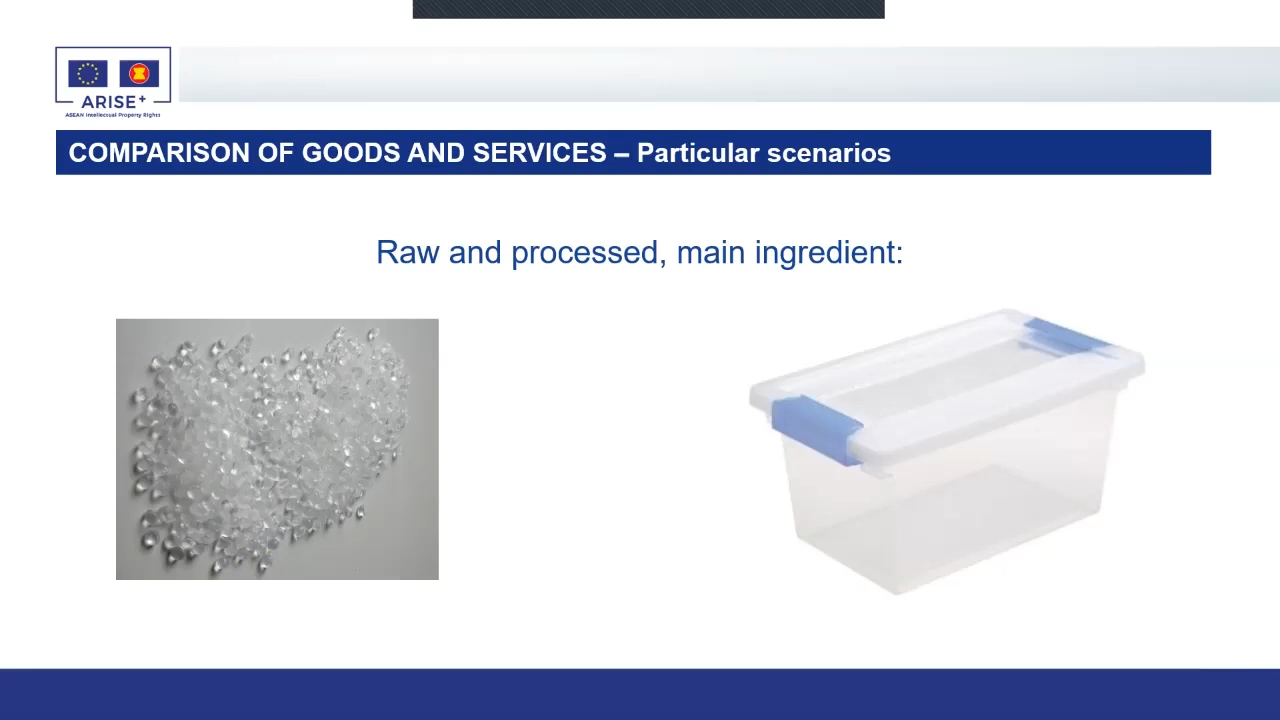 ARISE+
ASEAN Intellectual Property Rights
COMPARISON OF GOODS AND SERVICES – Particular scenarios
Raw and processed, main ingredient: